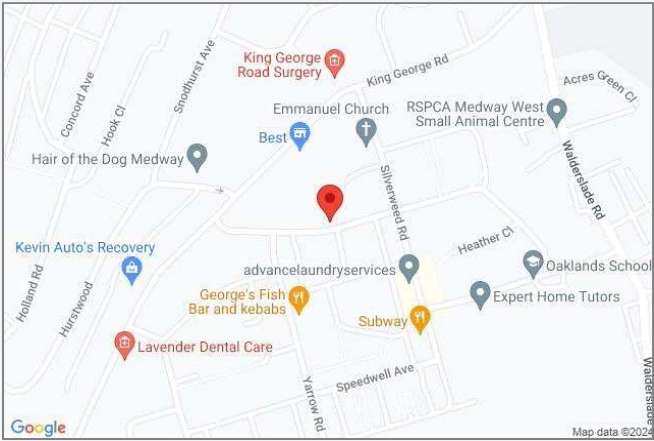 King George
Road Surgery
King George Rd
Snodhurst Ave
Concord Ave
Hook Cl
Acres Green Cl
Emmanuel Church
RSPCA Medway West
Small Animal Centre
Best
Hair of the Dog Medway
Walderslade Rd
Silverweed Rd
Kevin Auto's Recovery
Heather Cl
advancelaundryservices
Oaklands School
Holland Rd
Hurstwood
George's Fish
Bar and kebabs
Expert Home Tutors
Subway
Lavender Dental Care
Speedwell Ave
Yarrow Rd
Walderslade
Google
Map data ©2024